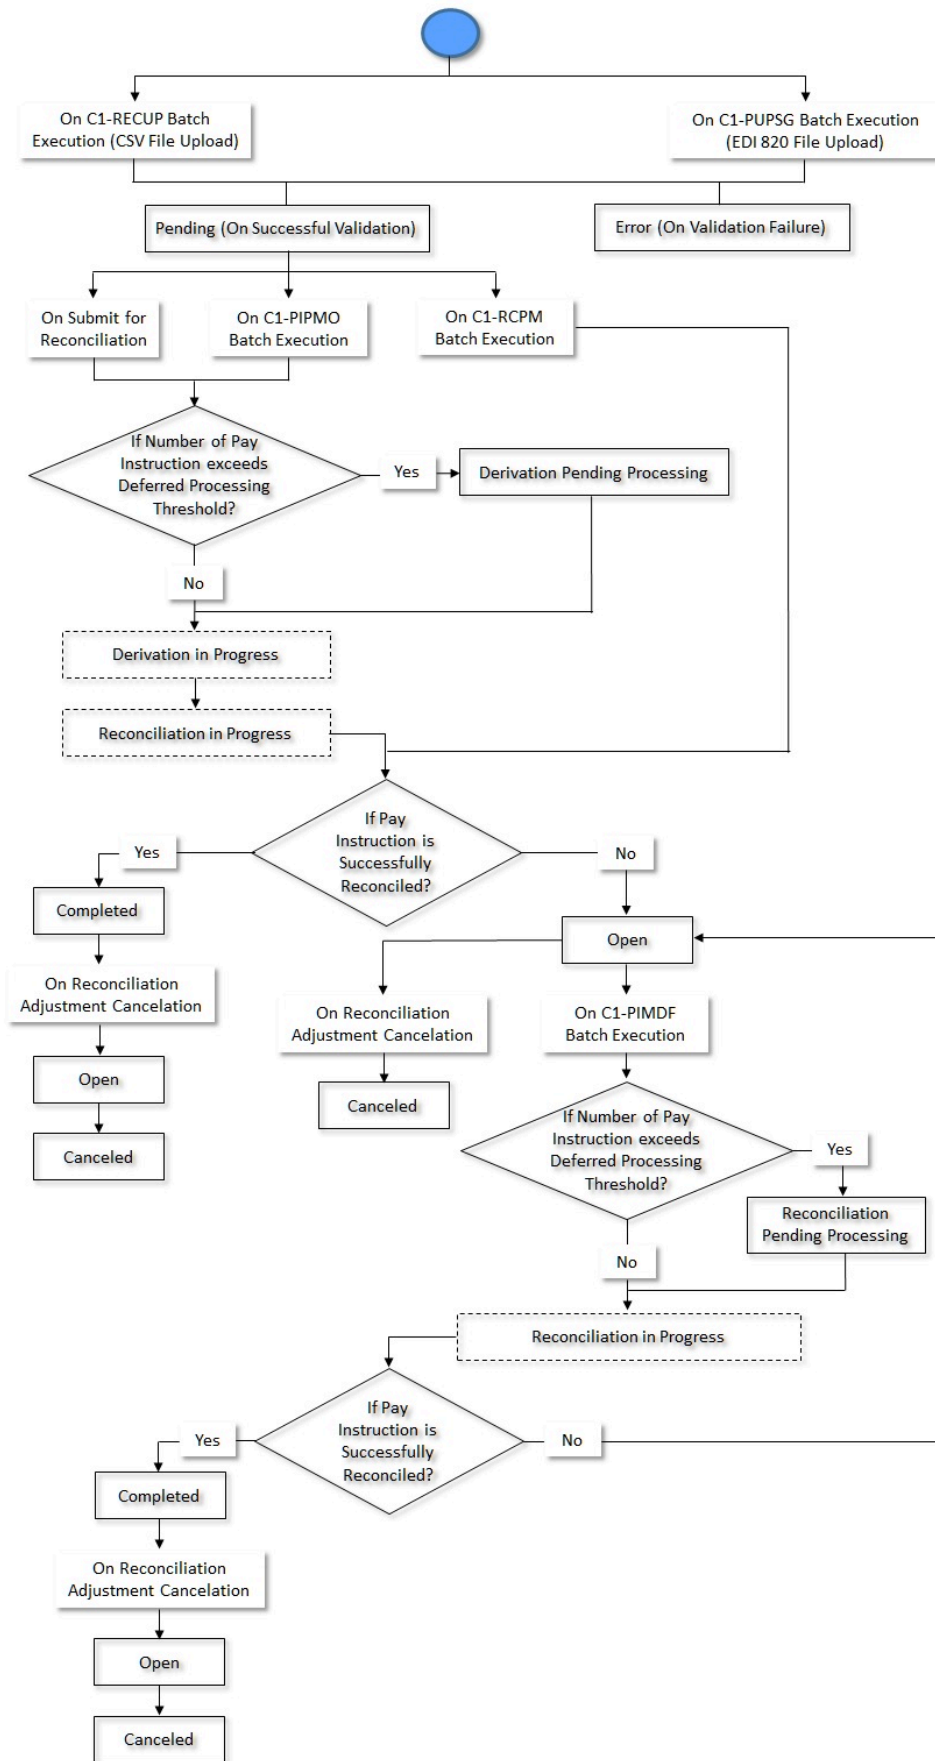 On C1-RECUP Batch
Execution (CSV File Upload)
On C1-PUPSG Batch Execution
(EDI 820 File Upload)
Pending (On Successful Validation)
Error (On Validation Failure)
On Submit for
Reconciliation
On C1-PIPMO
Batch Execution
On C1-RCPM
Batch Execution
If Number of Pay
Instruction exceeds
Deferred Processing
Threshold?
Yes
Derivation Pending Processing
No
Derivation in Progress
Reconciliation in Progress
If Pay
Instruction is
Successfully
Reconciled?
Yes
No
Completed
Open
On Reconciliation
Adjustment Cancelation
On Reconciliation
Adjustment Cancelation
On C1-PIMDF
Batch Execution
Open
Canceled
Canceled
If Number of Pay
Instruction exceeds
Deferred Processing
Threshold?
Yes
Reconciliation
Pending Processing
No
Reconciliation in Progress
If Pay
Instruction is
Successfully
Reconciled?
Yes
No
Completed
On Reconciliation
Adjustment Cancelation
Open
Canceled